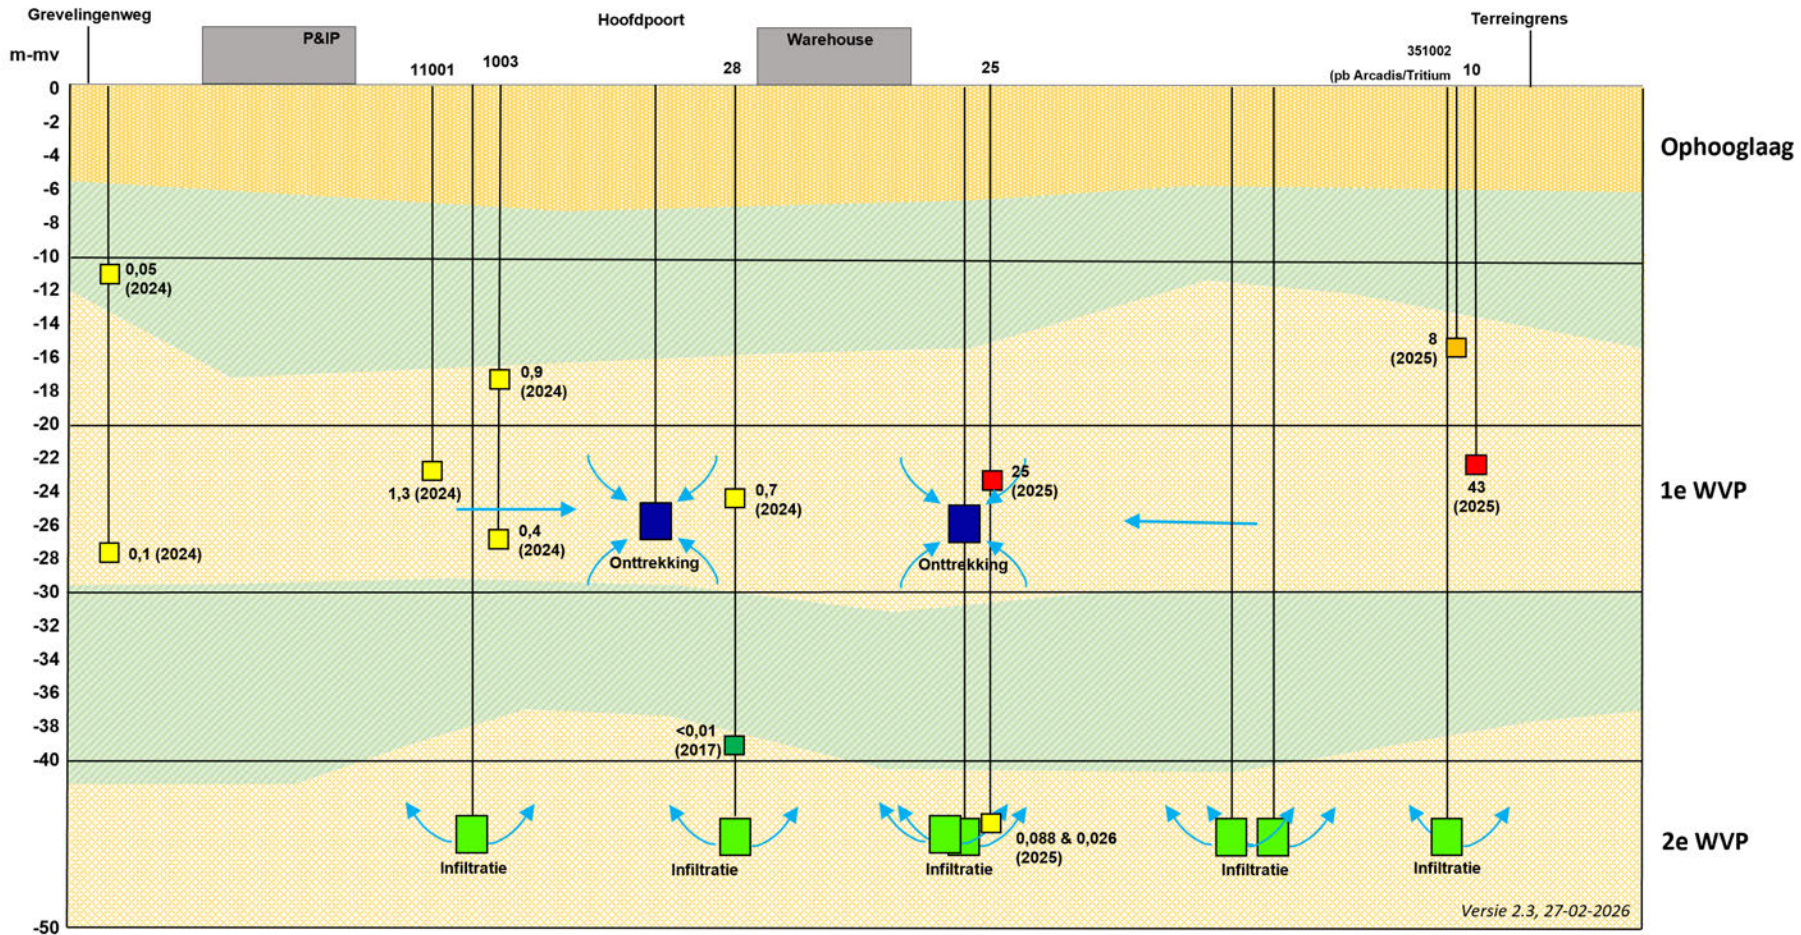 Grevelingenweg
Hoofdpoort
Terreingrens
P&IP
Warehouse
m-mv
11001
1003
28
25
351002
(pb Arcadis/Tritium
10
0
-2
-4
-6
-8
-10
-12
-14
-16
-18
-20
-22
-24
-26
-28
-30
-32
-34
-36
-38
-40
-50
Ophooglaag
1e WVP
2e WVP
0,05
(2024)
8
(2025)
0,9
(2024)
1,3 (2024)
0,7
(2024)
25
(2025)
43
(2025)
0,4
(2024)
0,1 (2024)
Onttrekking
Onttrekking
<0,01
(2017)
0,088 & 0,026
(2025)
Infiltratie
Infiltratie
Infiltratie
Infiltratie
Infiltratie
Versie 2.3, 27-02-2026